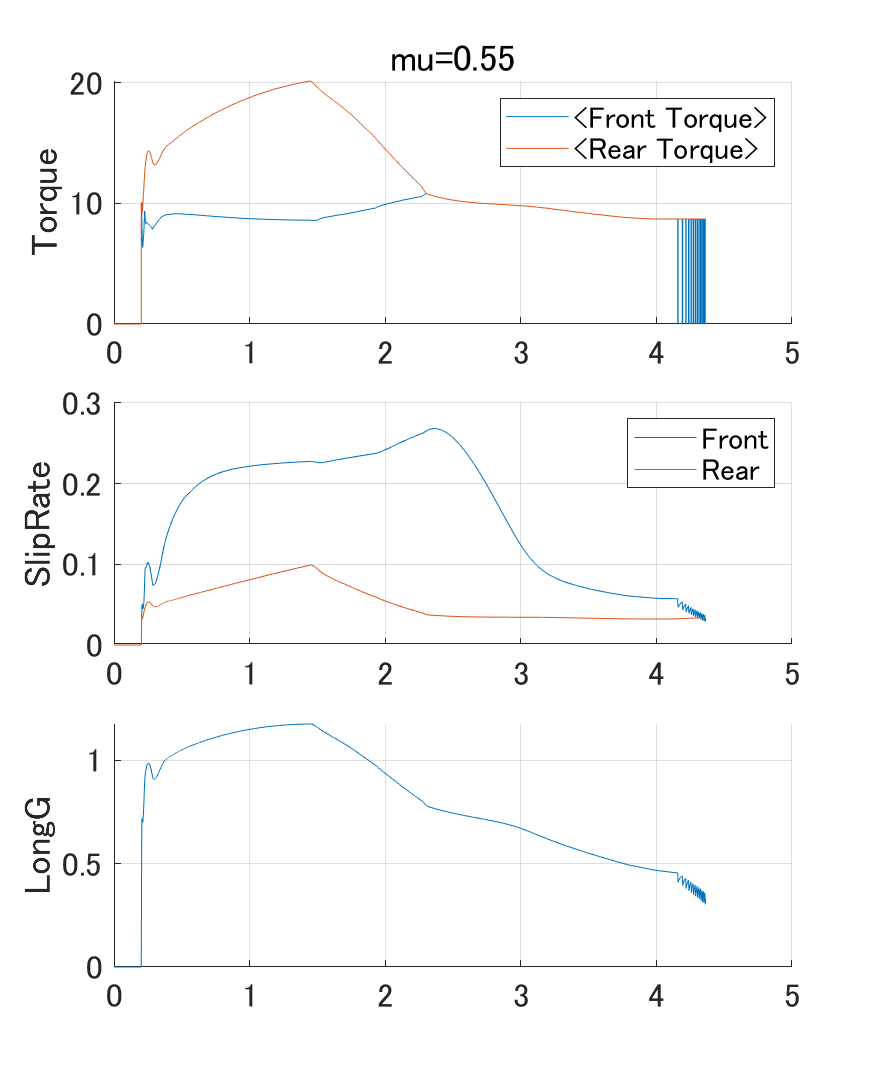 mu=0.55
Torque
20
10
0
<Front Torque>
<Rear Torque>
0 1 2 3 4 5
SlipRate
0.3
0.2
0.1
0
Front
Rear
0 1 2 3 4 5
LongG
1
0.5
0
0 1 2 3 4 5